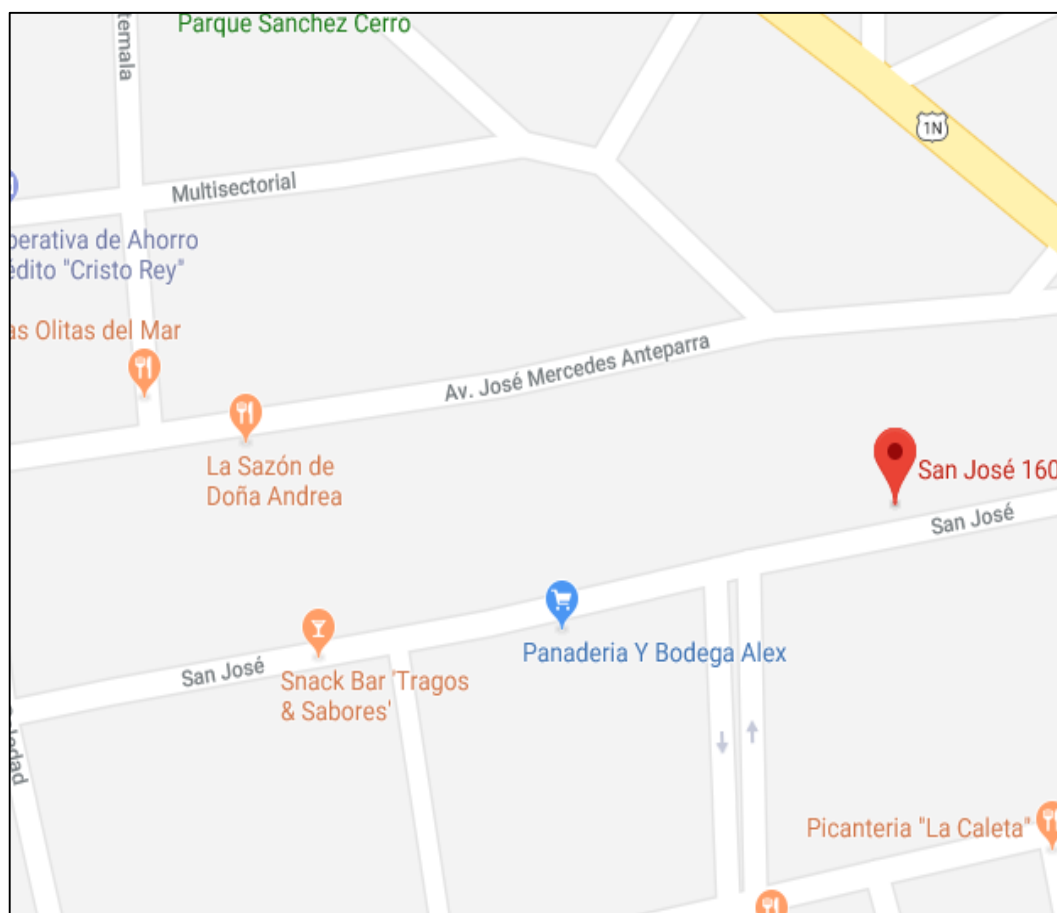 Parque Sanchez Cerro
temala
1N
Multisectorial
perativa de Ahorro
édito "Cristo Rey"
as Olitas del Mar
Av. José Mercedes Anteparra
La Sazón de
Doña Andrea
San José 160
San José
Panaderia Y Bodega Alex
San José
Snack Bar 'Tragos
& Sabores'
ledad
Picanteria "La Caleta"